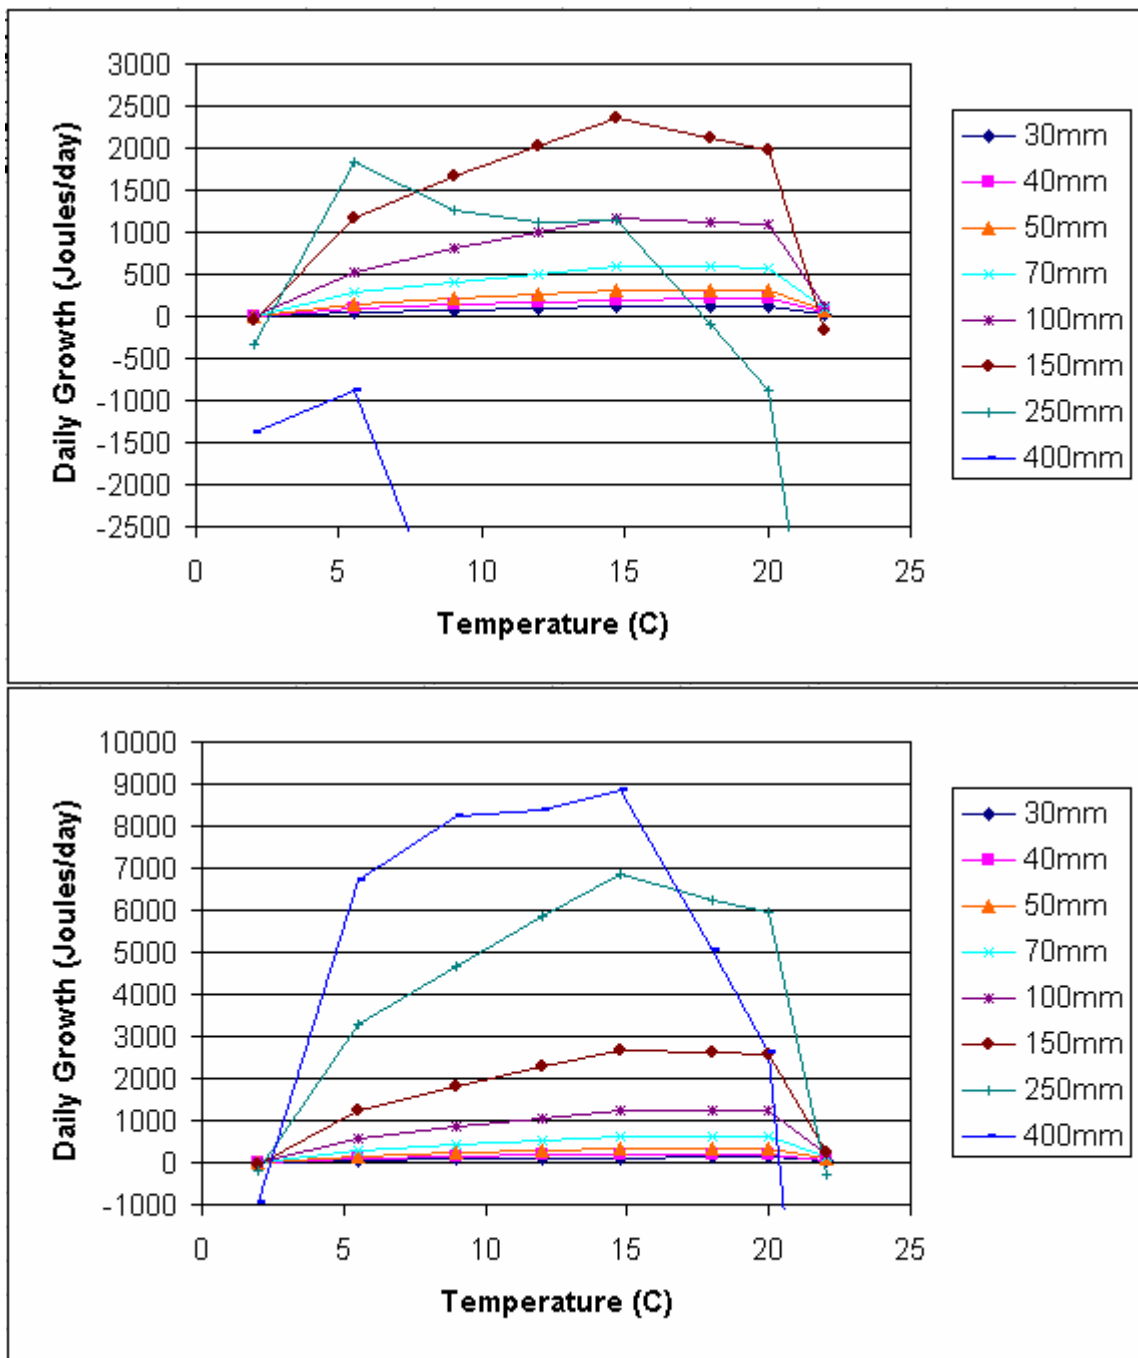 3000
2500
2000
1500
1000
500
0
-500
-1000
-1500
-2000
-2500
Daily Growth (Joules/day)
0 5 10 15 20 25
Temperature (C)
30mm
40mm
50mm
70mm
100mm
150mm
250mm
400mm
10000
9000
8000
7000
6000
5000
4000
3000
2000
1000
0
-1000
Daily Growth (Joules/day)
0 5 10 15 20 25
Temperature (C)
30mm
40mm
50mm
70mm
100mm
150mm
250mm
400mm